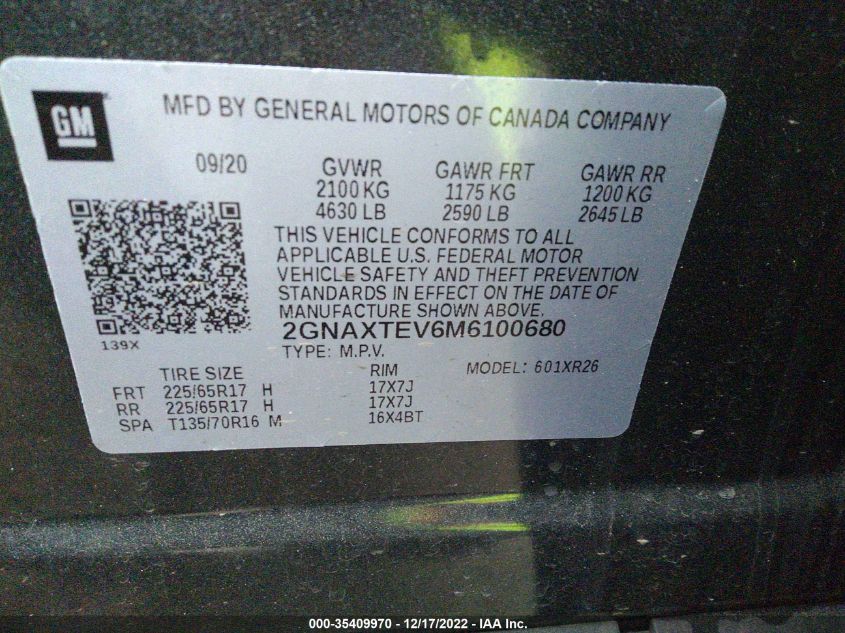 GM
MFD BY GENERAL MOTORS OF CANADA COMPANY
09/20 GVWR GAWR FRT GAWR RR
2100 KG 1175 KG 1200 KG
4630 LB 2590 LB 2645 LB
THIS VEHICLE CONFORMS TO ALL
APPLICABLE U.S. FEDERAL MOTOR
VEHICLE SAFETY AND THEFT PREVENTION
STANDARDS IN EFFECT ON THE DATE OF
MANUFACTURE SHOWN ABOVE.
139X
2GNAXTEV6M6100680
TYPE: M.P.V. MODEL: 601XR26
TIRE SIZE RIM
FRT 225/65R17 H 17X7J
RR 225/65R17 H 17X7J
SPA T135/70R16 M 16X4BT
000-35409970 - 12/17/2022 - IAA Inc.